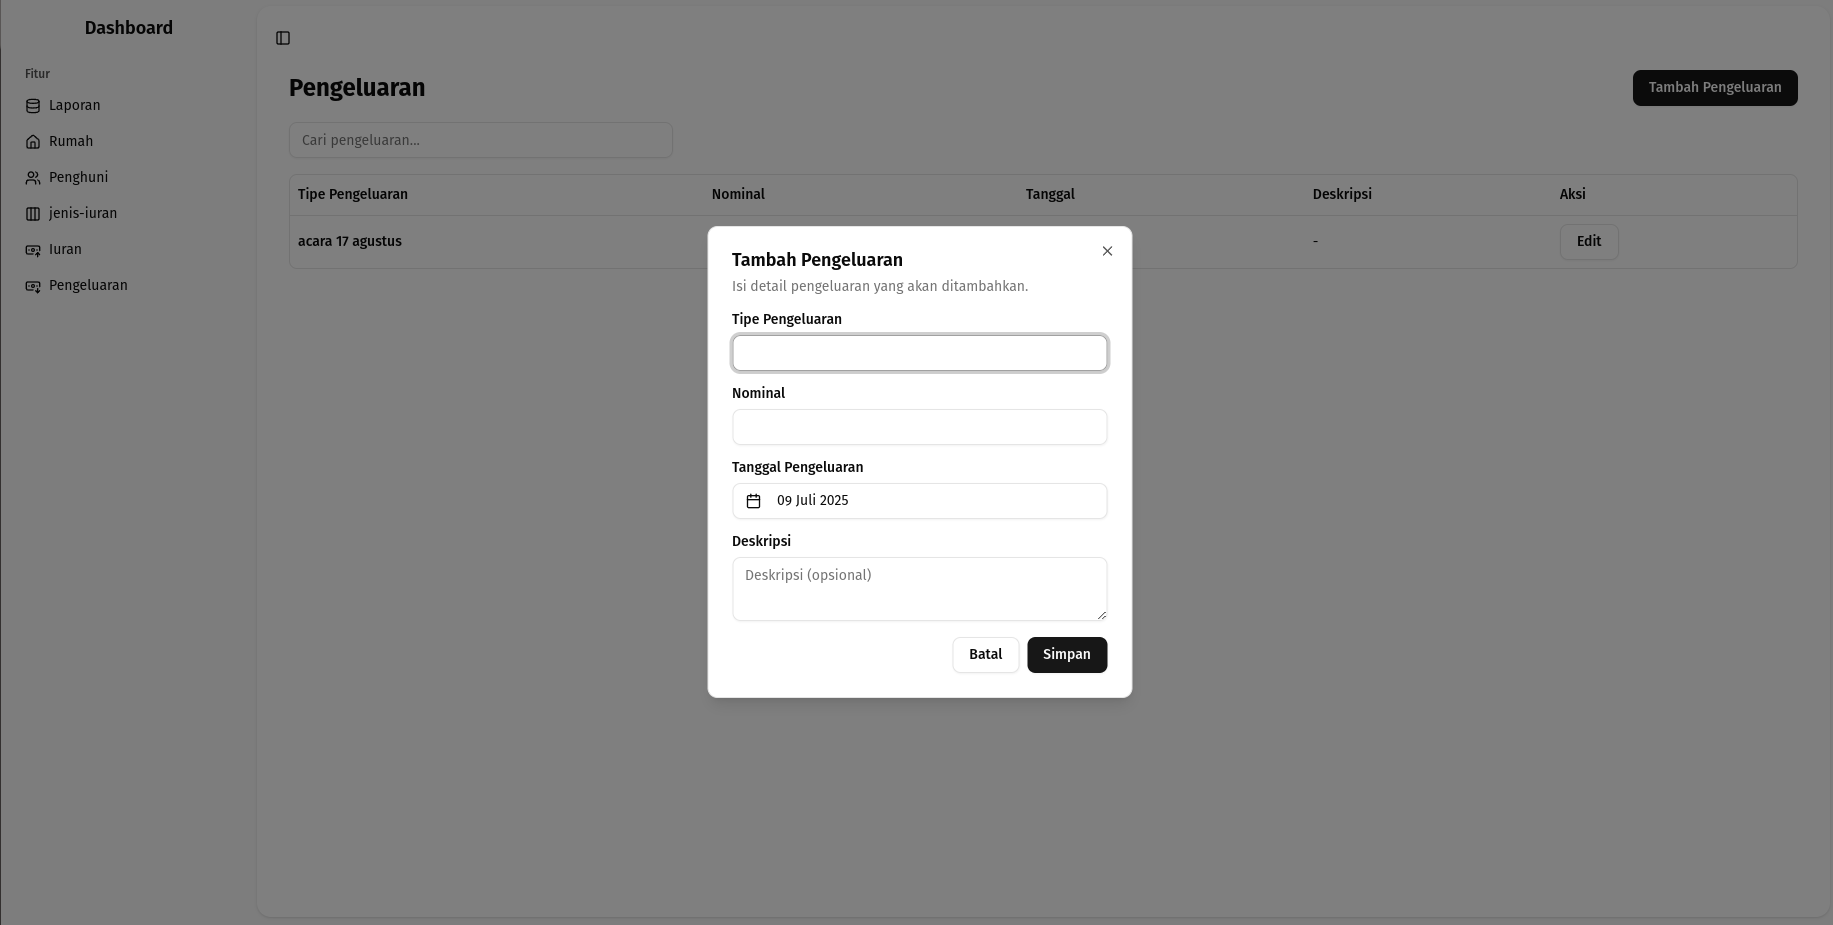 Dashboard
Fitur
Laporan
Rumah
Penghuni
jenis-iuran
Iuran
Pengeluaran
Pengeluaran
Tambah Pengeluaran
Cari pengeluaran...
Tipe Pengeluaran Nominal Tanggal Deskripsi Aksi
acara 17 agustus - Edit
Tambah Pengeluaran
Isi detail pengeluaran yang akan ditambahkan.
Tipe Pengeluaran
Nominal
Tanggal Pengeluaran
09 Juli 2025
Deskripsi
Deskripsi (opsional)
Batal Simpan